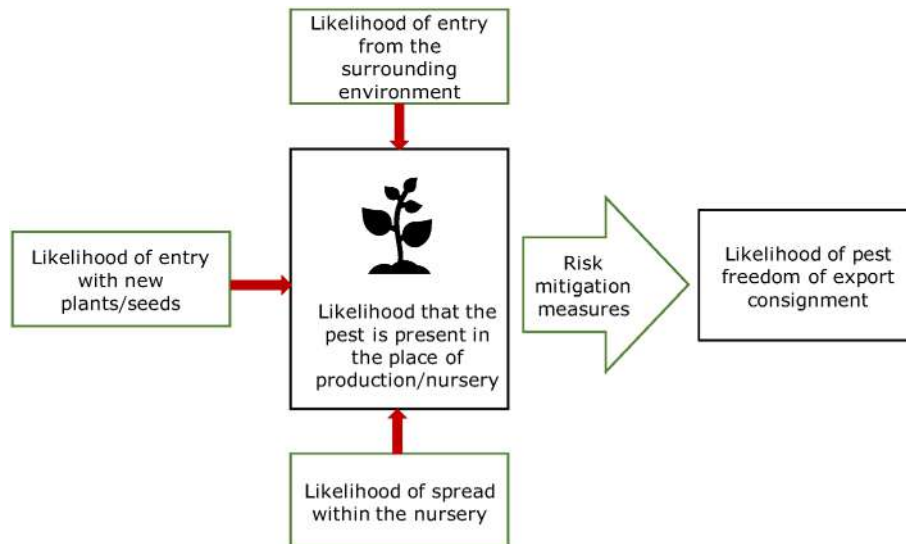 Likelihood of entry
from the
surrounding
environment
Likelihood of entry
with new
plants/seeds
Likelihood that the
pest is present in
the place of
production/nursery
Risk
mitigation
measures
Likelihood of pest
freedom of export
consignment
Likelihood of spread
within the nursery